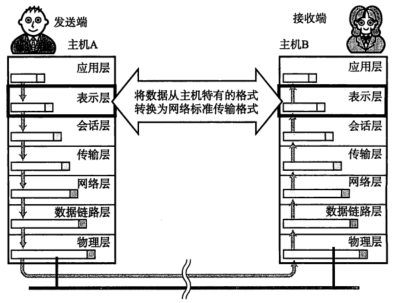 发送端
主机A
接收端
主机B
应用层
表示层
会话层
传输层
网络层
数据链路层
物理层
将数据从主机特有的格式
转换为网络标准传输格式
应用层
表示层
会话层
传输层
网络层
数据链路层
物理层